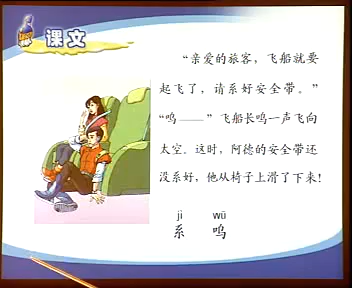 课文
“亲爱的旅客，飞船就要
起飞了，请系好安全带。”
“呜——”飞船长鸣一声飞向
太空。这时，阿德的安全带还
没系好，他从椅子上滑了下来！
jì wū
系 呜